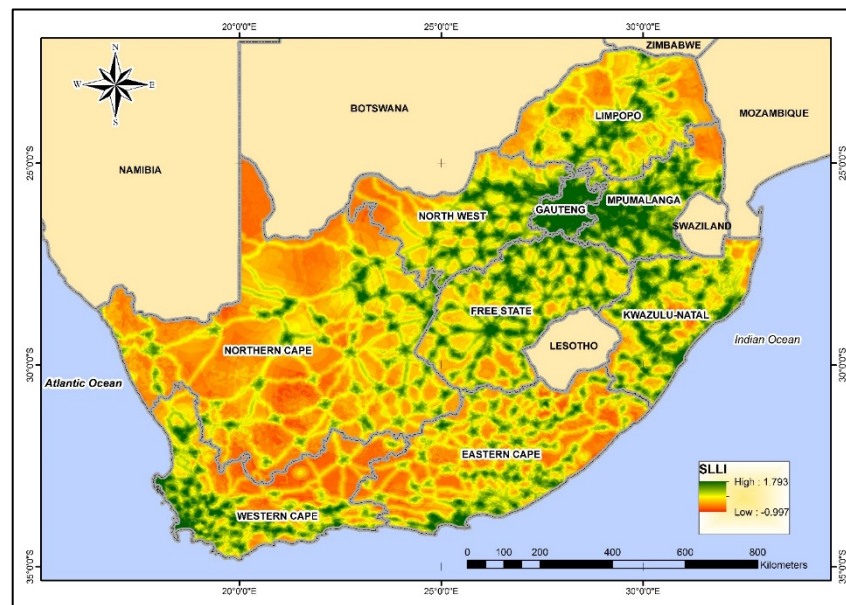 20°0'0"E 25°0'0"E 30°0'0"E
N
W E
S
ZIMBABWE
BOTSWANA
LIMPOPO
MOZAMBIQUE
NAMIBIA
25°0'0"S 25°0'0"S
MPUMALANGA
NORTH WEST
GAUTENG
SWAZILAND
FREE STATE
KWAZULU-NATAL
LESOTHO
Indian Ocean
NORTHERN CAPE
30°0'0"S 30°0'0"S
Atlantic Ocean
EASTERN CAPE
SLLI
High : 1.793
Low : -0.997
WESTERN CAPE
0 100 200 400 600 800
Kilometers
35°0'0"S 35°0'0"S
20°0'0"E 25°0'0"E 30°0'0"E